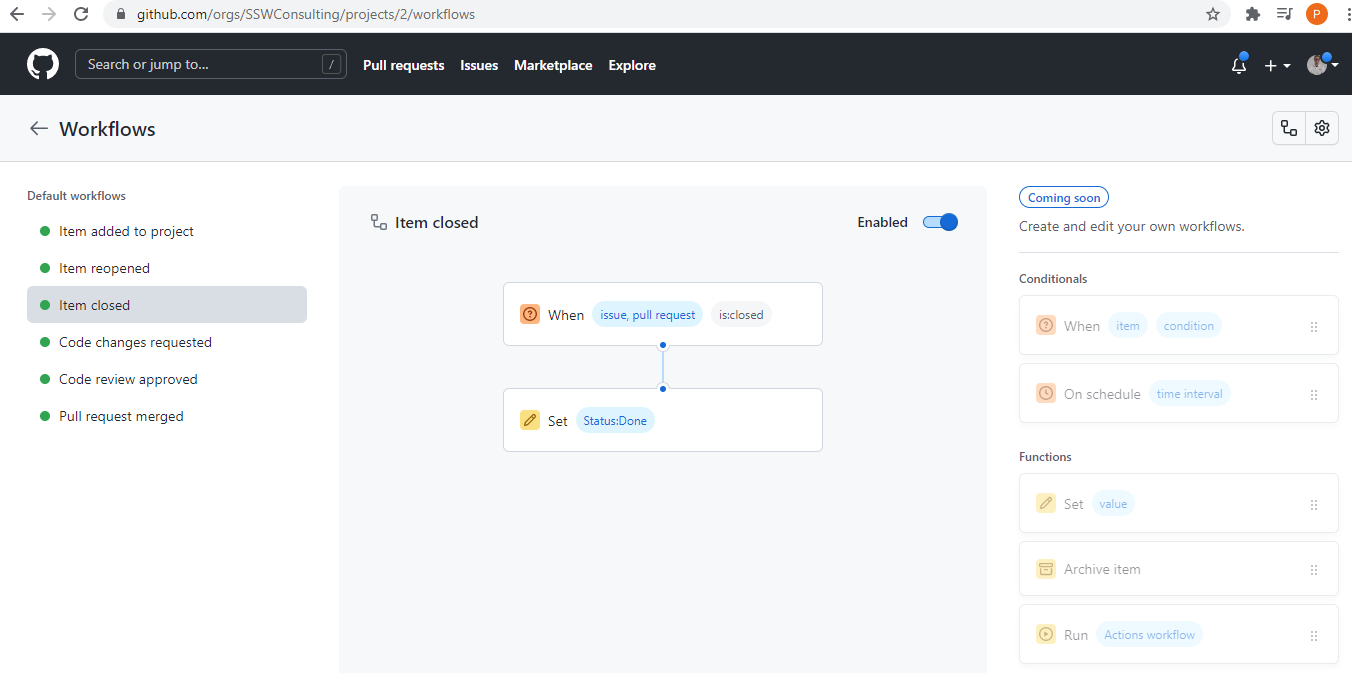 github.com/orgs/SSWConsulting/projects/2/workflows
P
Search or jump to...
/
Pull requests
Issues
Marketplace
Explore
Workflows
Default workflows
Item added to project
Item reopened
Item closed
Code changes requested
Code review approved
Pull request merged
Item closed
Enabled
When issue, pull request is:closed
Set Status:Done
Coming soon
Create and edit your own workflows.
Conditionals
When item condition
On schedule time interval
Functions
Set value
Archive item
Run Actions workflow